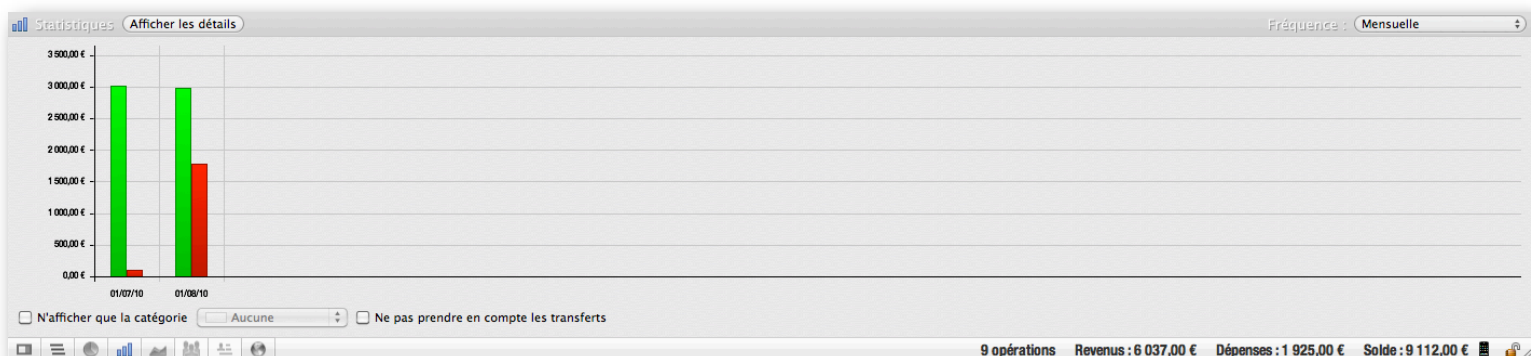 Statistiques Afficher les détails Fréquence : Mensuelle
3 500,00 €
3 000,00 €
2 500,00 €
2 000,00 €
1 500,00 €
1 000,00 €
500,00 €
0,00 €
01/07/10 01/08/10
N'afficher que la catégorie Aucune Ne pas prendre en compte les transferts
9 opérations Revenus : 6 037,00 € Dépenses : 1 925,00 € Solde : 9 112,00 €